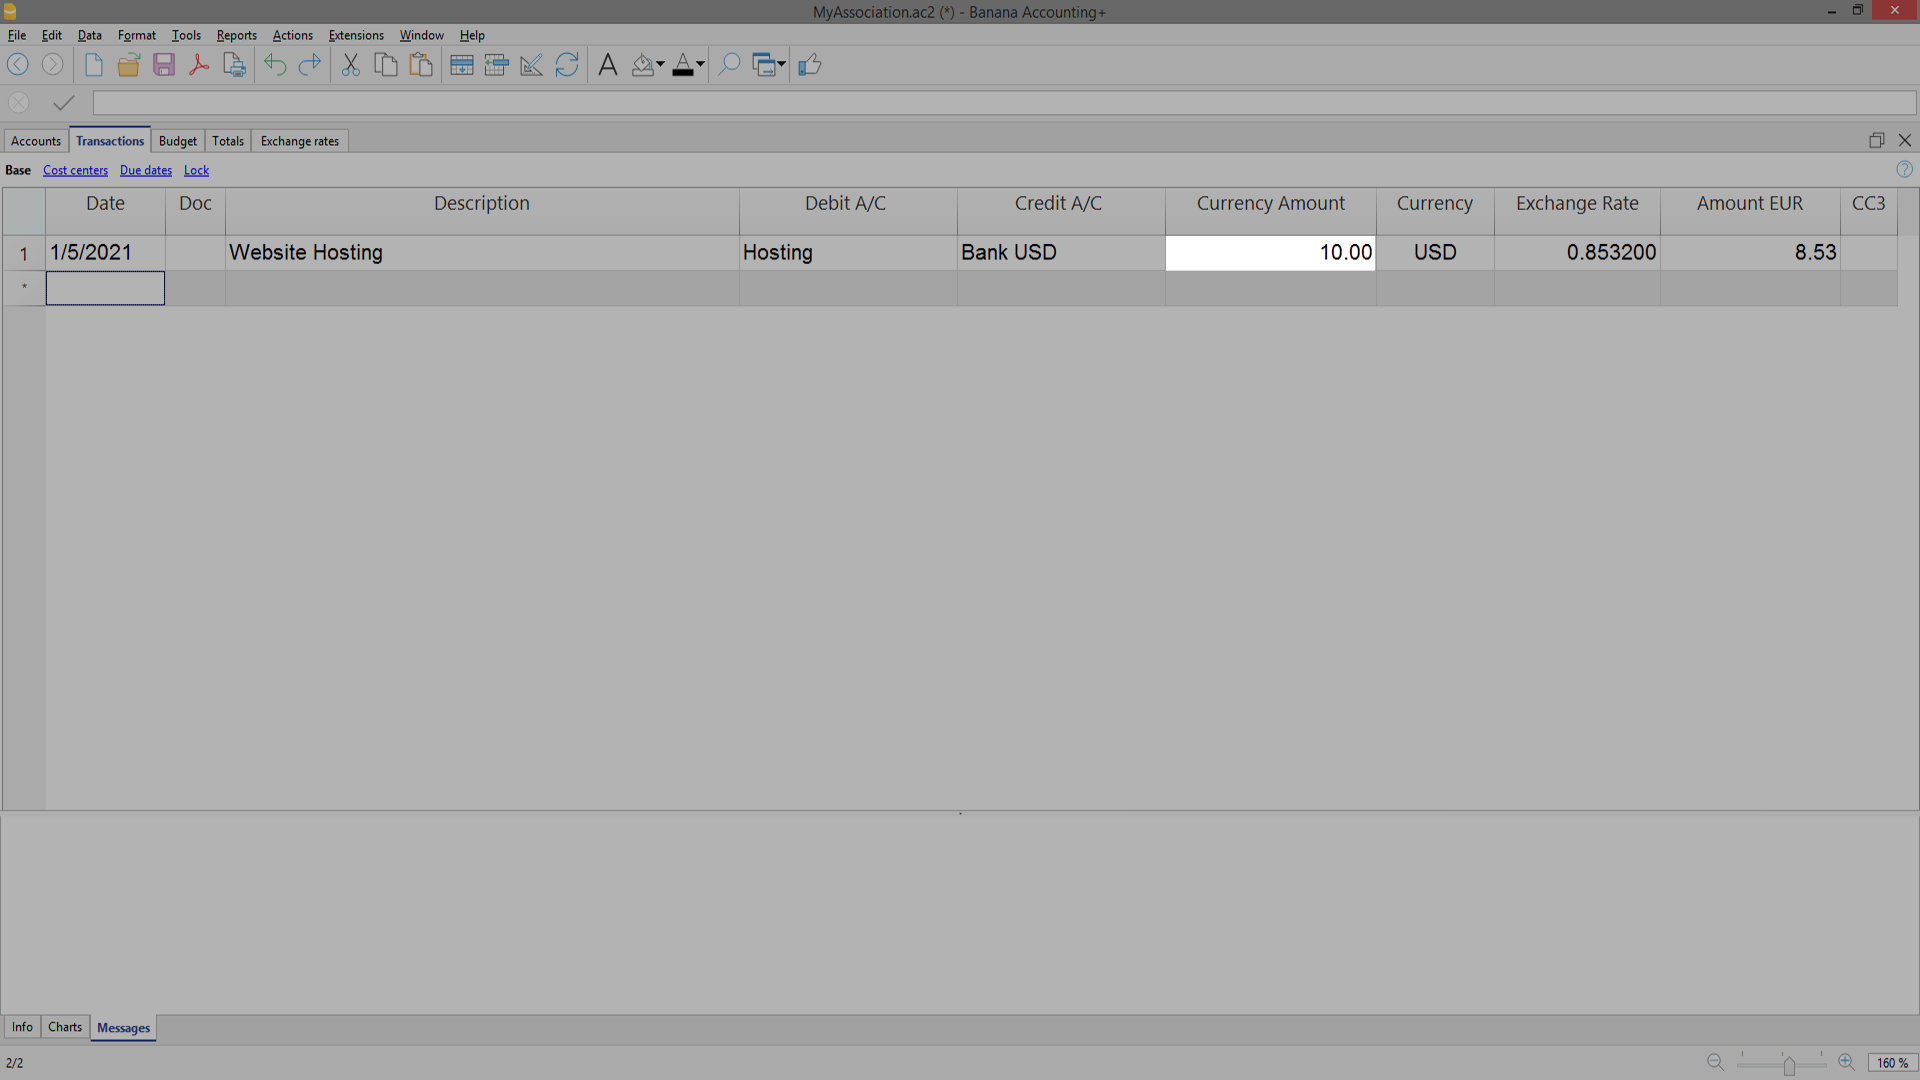 MyAssociation.ac2 (*) - Banana Accounting+
File Edit Data Format Tools Reports Actions Extensions Window Help
Accounts Transactions Budget Totals Exchange rates
Base Cost centers Due dates Lock
Date Doc Description Debit A/C Credit A/C Currency Amount Currency Exchange Rate Amount EUR CC3
1 1/5/2021 Website Hosting Hosting Bank USD 10.00 USD 0.853200 8.53
*
Info Charts Messages
2/2 160 %